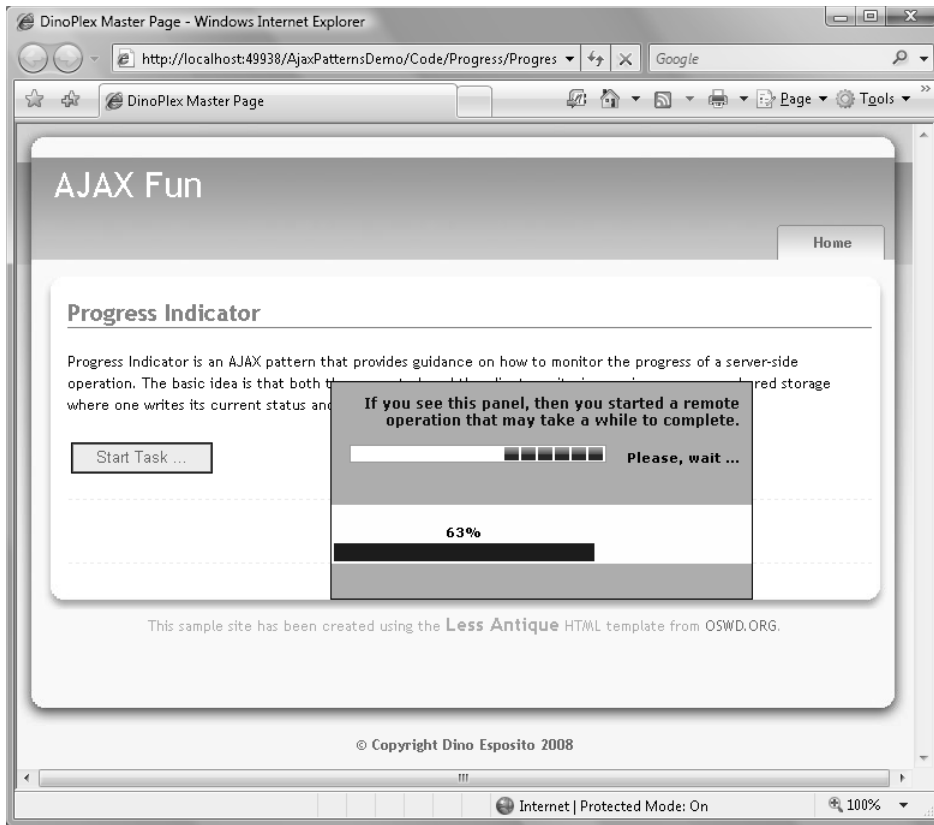 DinoPlex Master Page - Windows Internet Explorer
http://localhost:49938/AjaxPatternsDemo/Code/Progress/Progres
Google
DinoPlex Master Page
Page
Tools
AJAX Fun
Home
Progress Indicator
Progress Indicator is an AJAX pattern that provides guidance on how to monitor the progress of a server-side
operation. The basic idea is that both storage
where one writes its current status
If you see this panel, then you started a remote
operation that may take a while to complete.
Start Task ...
Please, wait ...
63%
This sample site has been created using the Less Antique HTML template from OSWD.ORG.
© Copyright Dino Esposito 2008
Internet | Protected Mode: On
100%